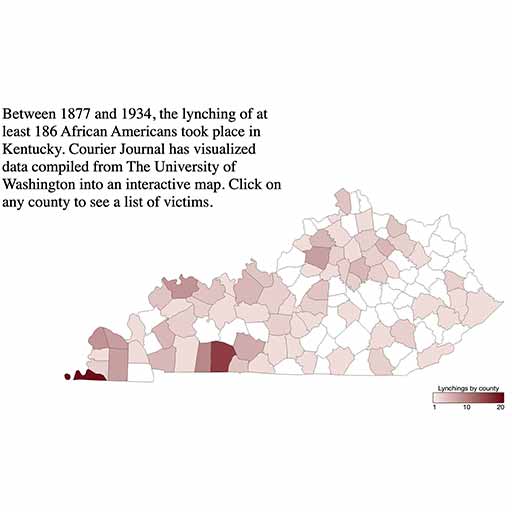 Between 1877 and 1934, the lynching of at
least 186 African Americans took place in
Kentucky. Courier Journal has visualized
data compiled from The University of
Washington into an interactive map. Click on
any county to see a list of victims.
Lynchings by county
1 10 20